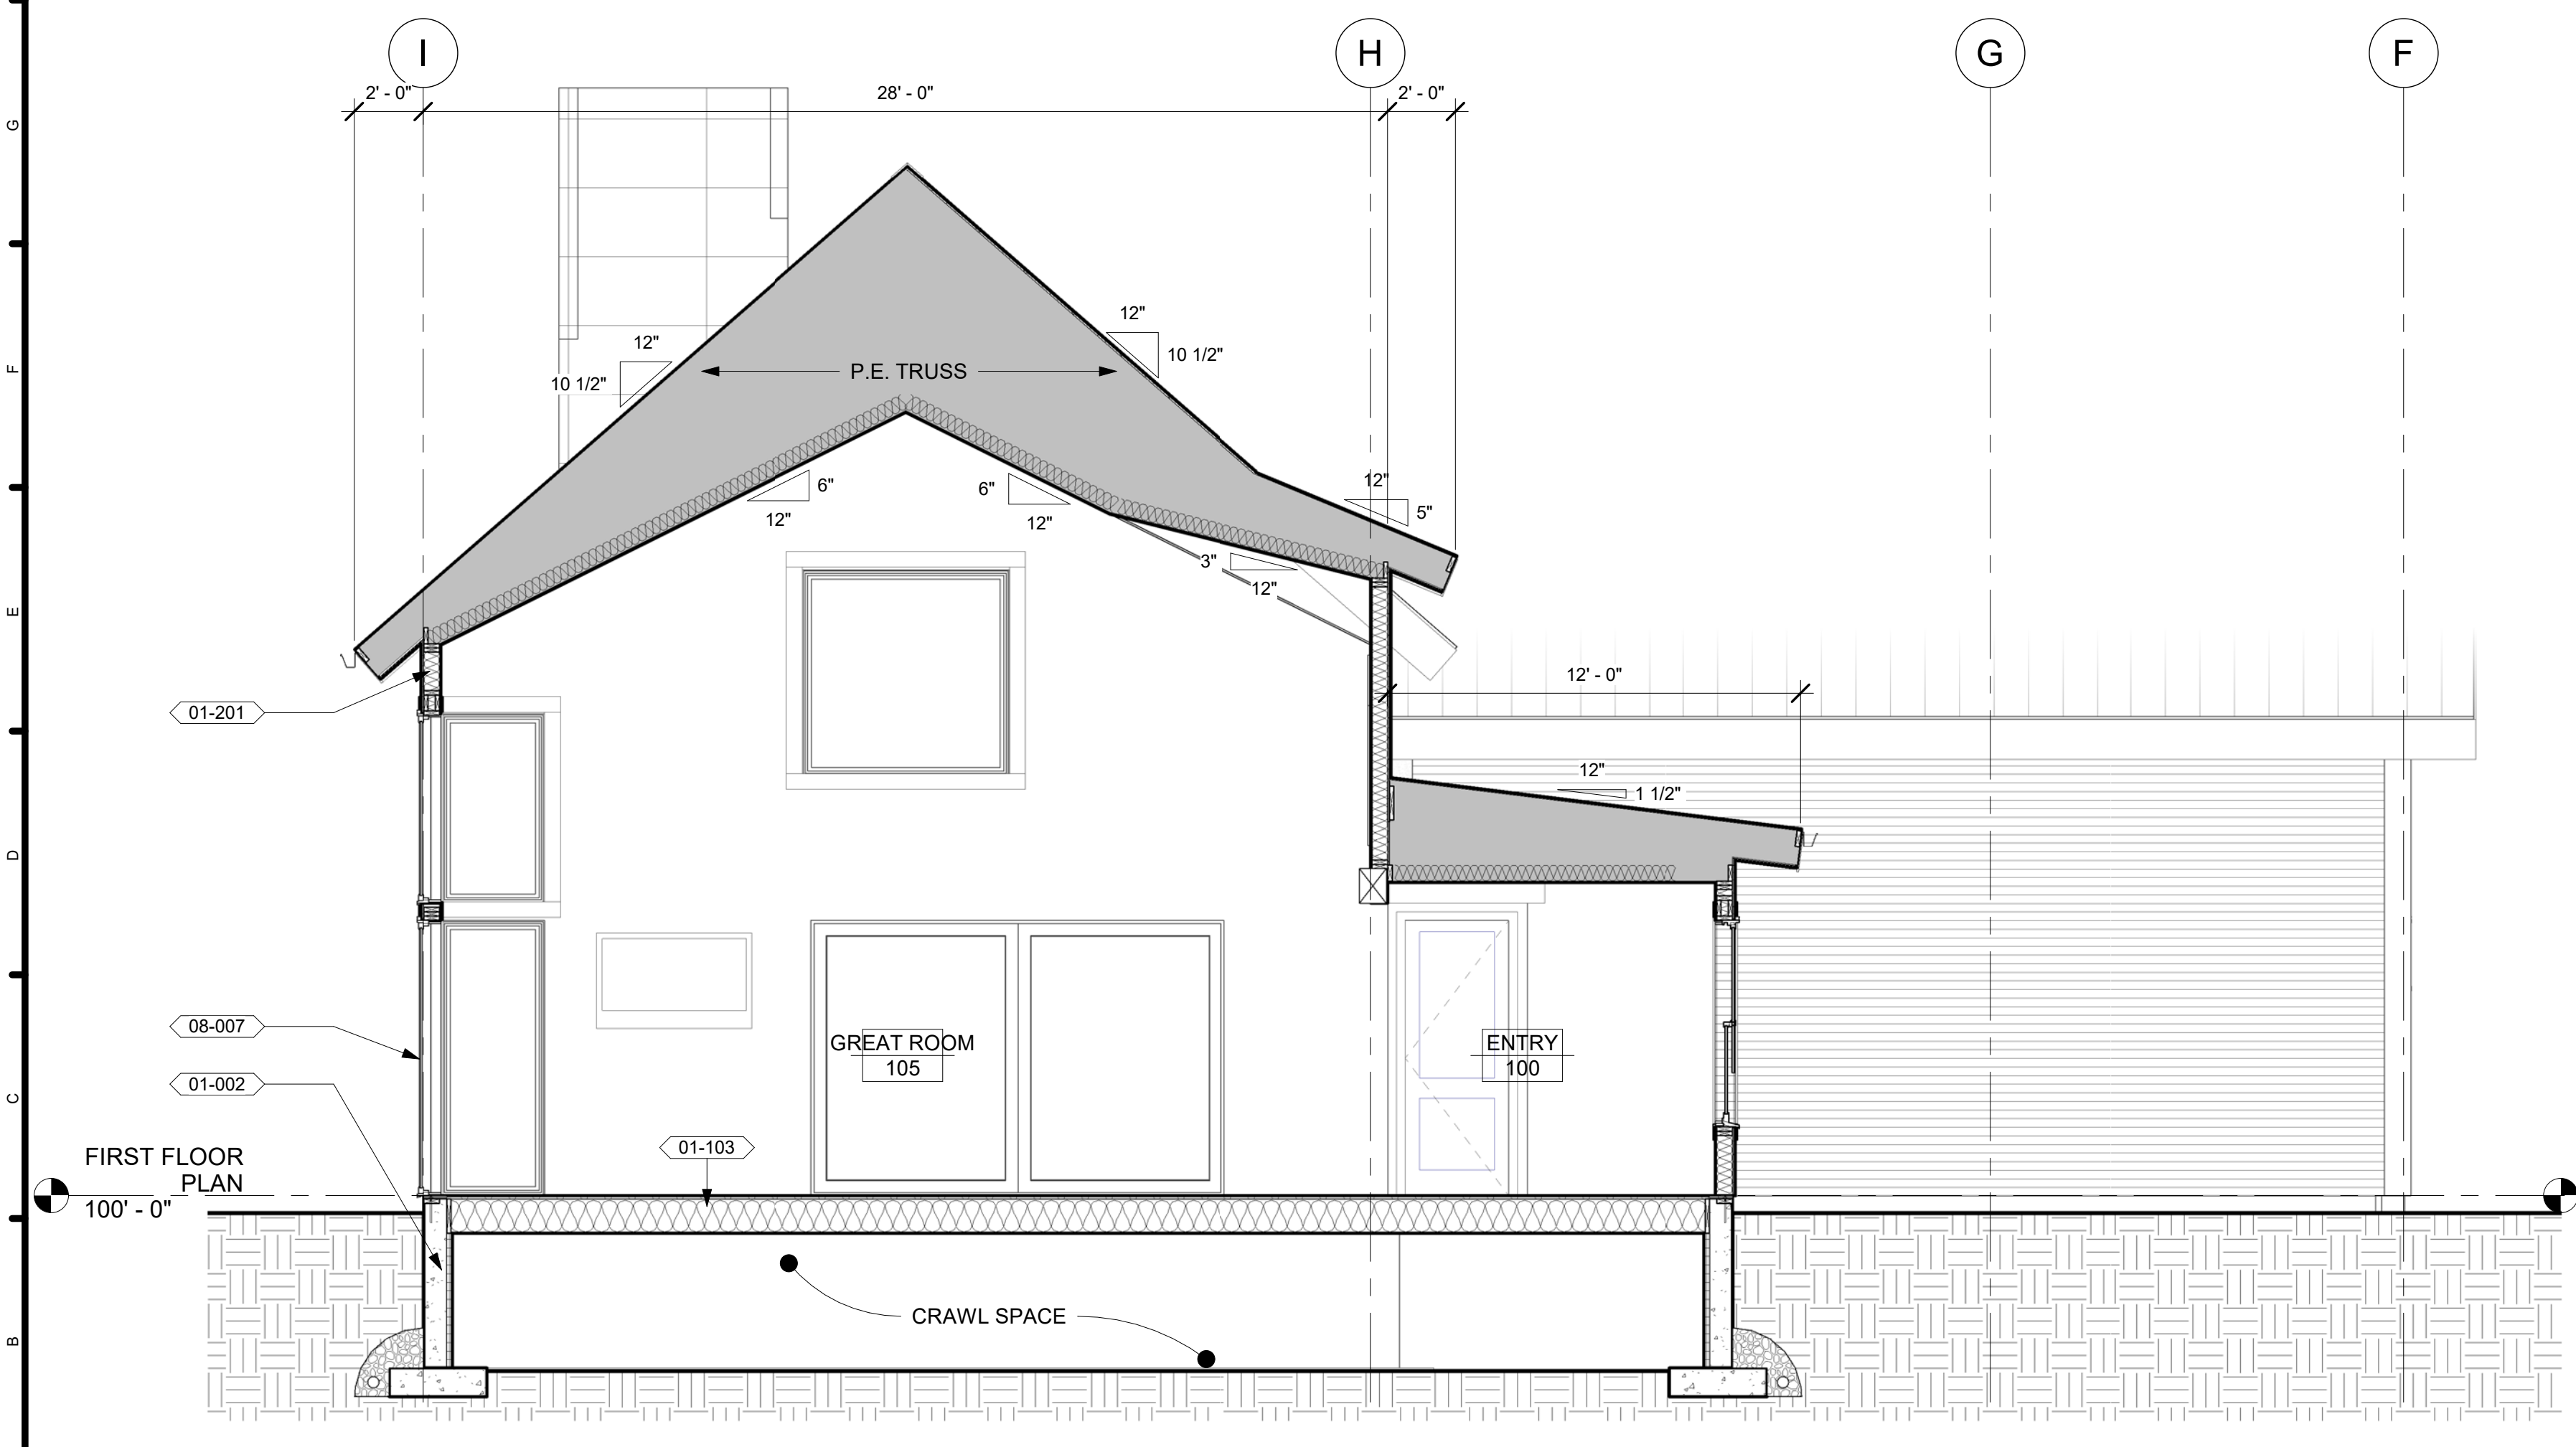 I
H
G
F
2' - 0"
28' - 0"
2' - 0"
G
12"
10 1/2"
12"
10 1/2"
P.E. TRUSS
F
6"
12"
6"
12"
12"
5"
3"
12"
E
12' - 0"
01-201
12"
1 1/2"
D
08-007
GREAT ROOM
105
ENTRY
100
01-002
C
01-103
FIRST FLOOR
PLAN
100' - 0"
CRAWL SPACE
B